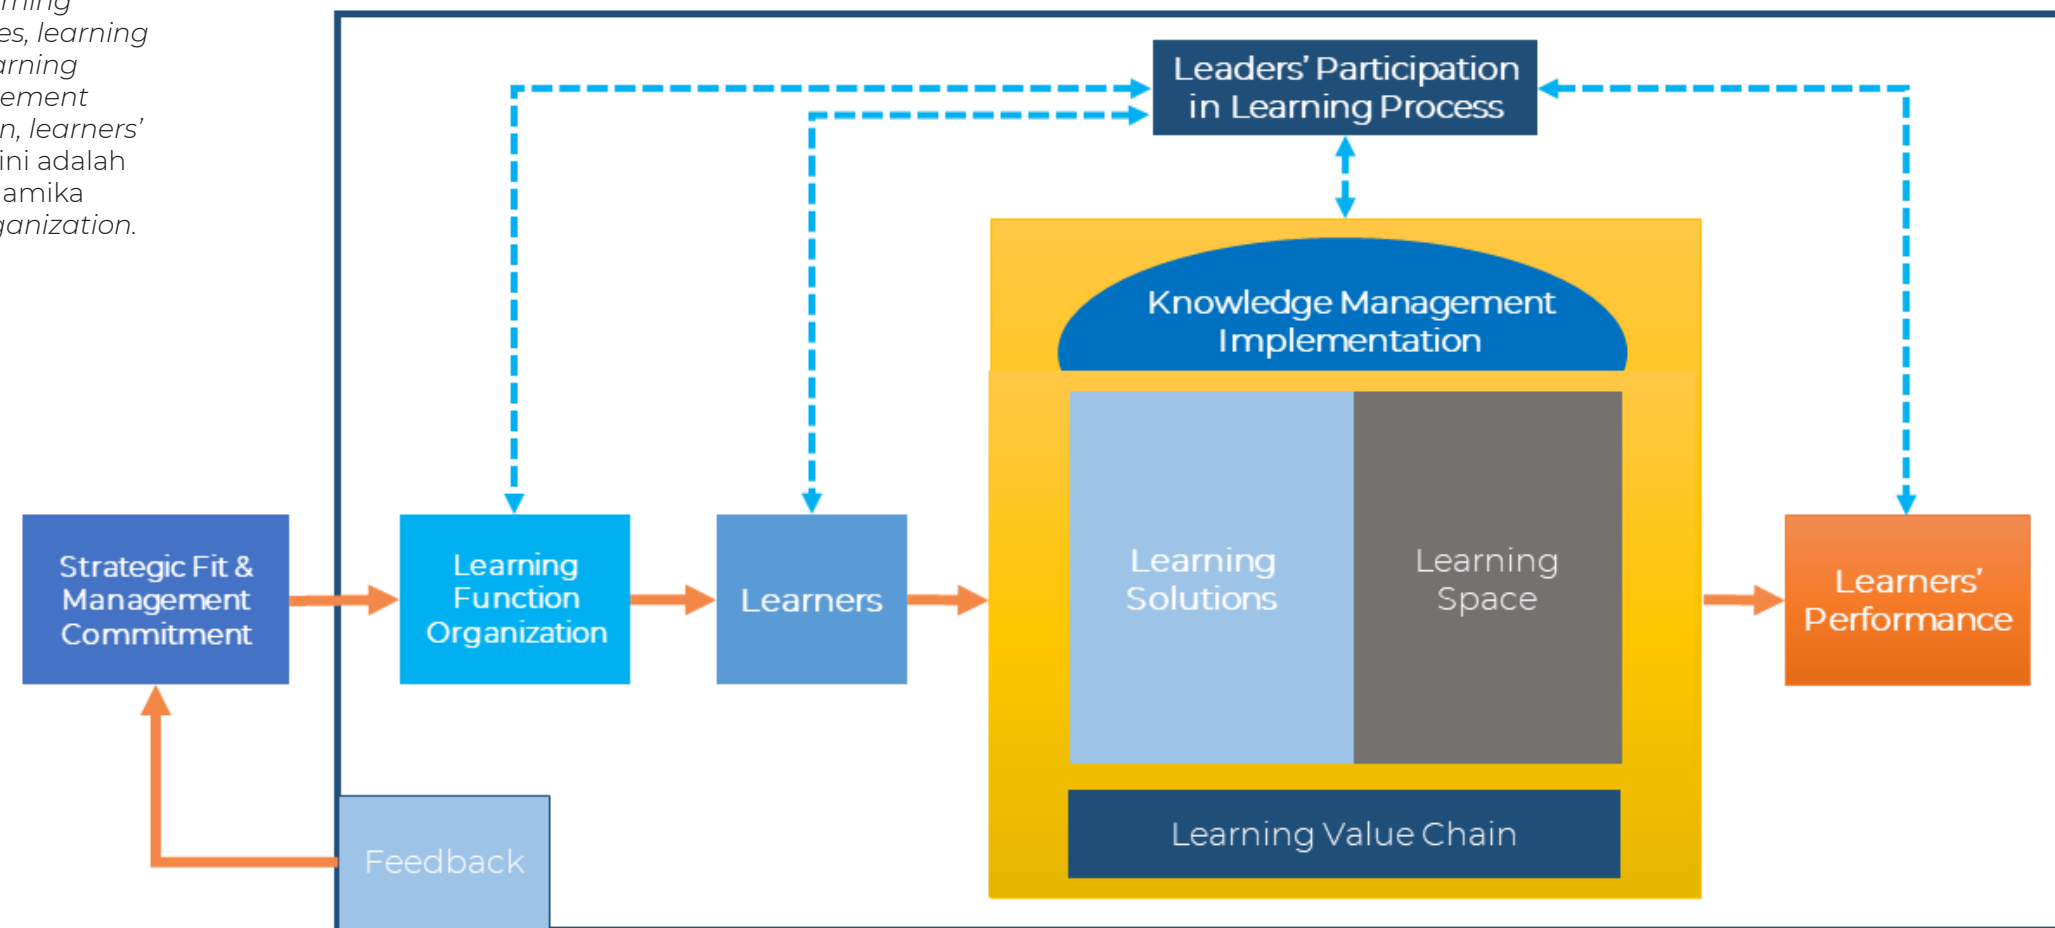 es, learning
arning
ement
n, learners’
ini adalah
amika
ganization.
Leaders’ Participation
in Learning Process
Knowledge Management
Implementation
Strategic Fit &
Management
Commitment
Learning
Function
Organization
Learners
Learning
Solutions
Learning
Space
Learners’
Performance
Learning Value Chain
Feedback